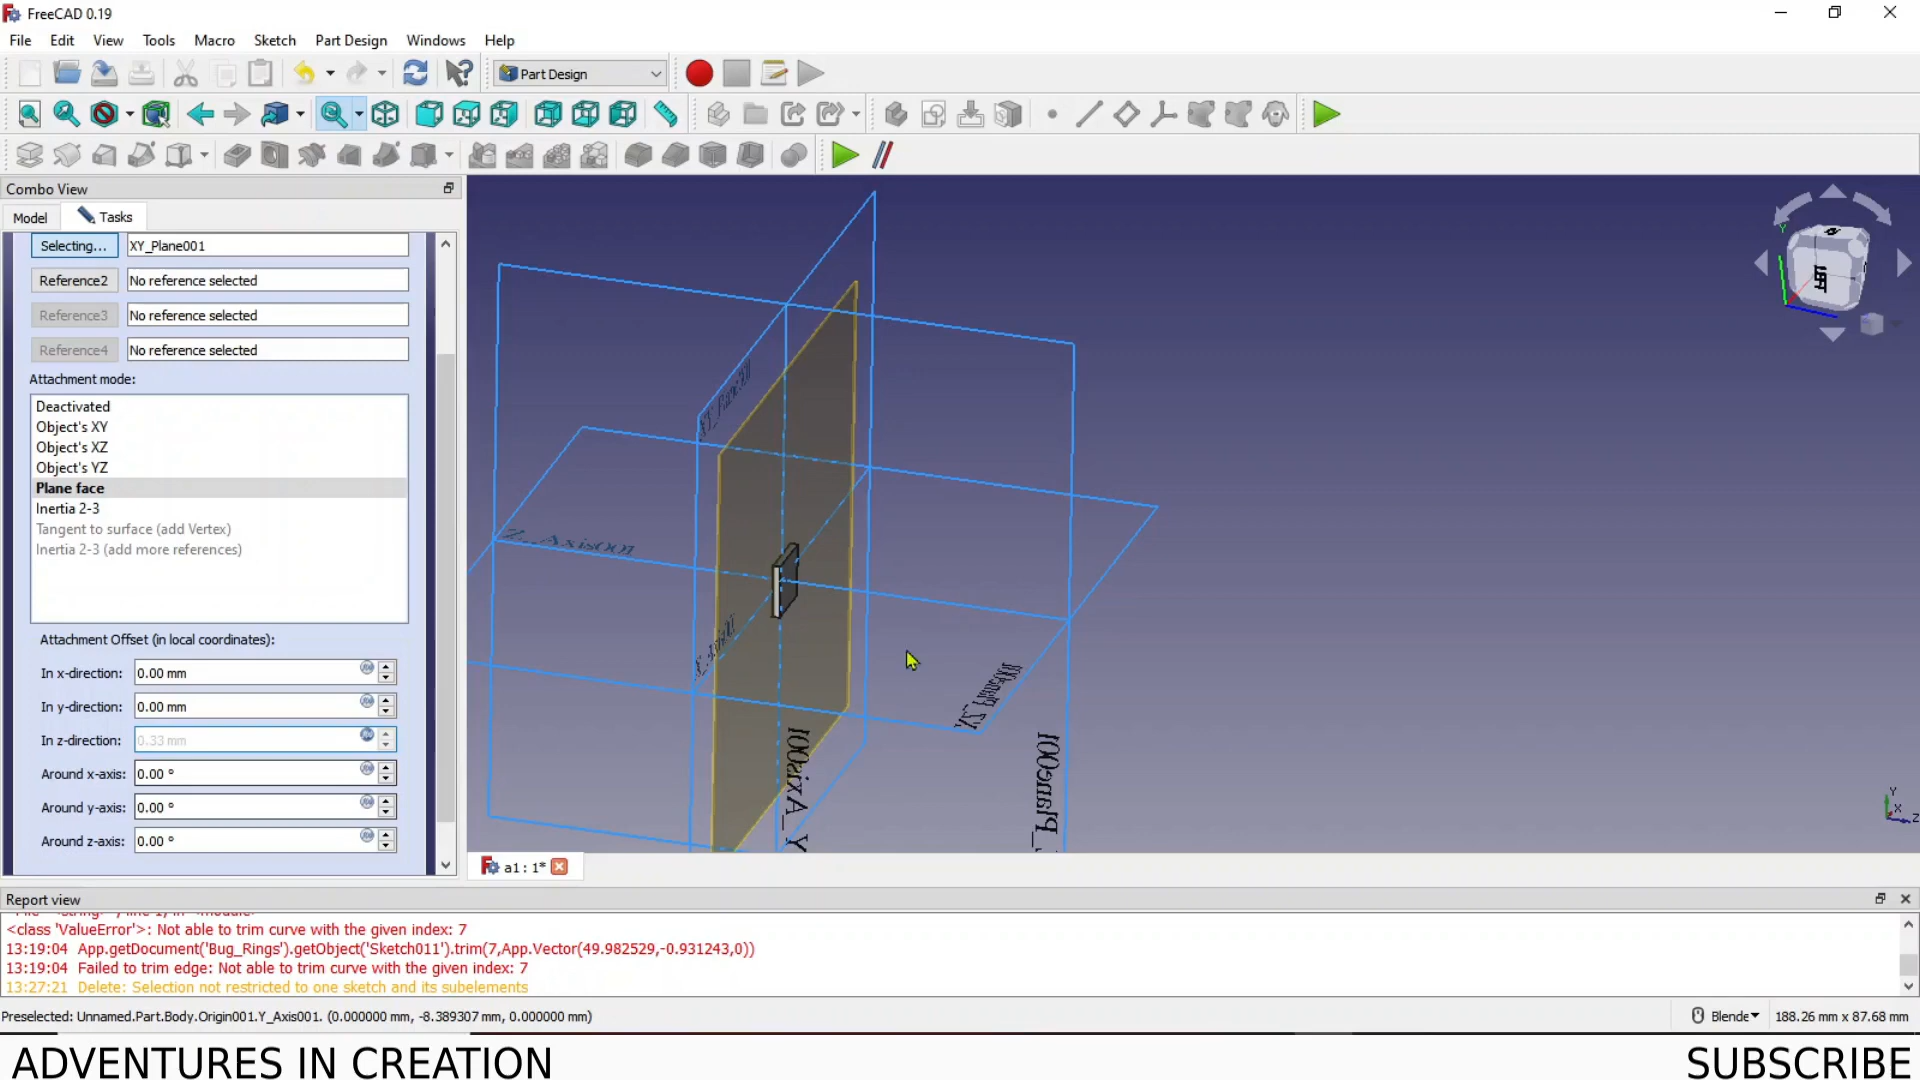 FreeCAD 0.19
File Edit View Tools Macro Sketch Part Design Windows Help
Part Design
Combo View
Model Tasks
Selecting... XY_Plane001
Reference2 No reference selected
Reference3 No reference selected
Reference4 No reference selected
Attachment mode:
Deactivated
Object's XY
Object's XZ
Object's YZ
Plane face
Inertia 2-3
Tangent to surface (add Vertex)
Inertia 2-3 (add more references)
Attachment Offset (in local coordinates):
In x-direction: 0.00 mm
In y-direction: 0.00 mm
In z-direction: 0.33 mm
Around x-axis: 0.00 °
Around y-axis: 0.00 °
Around z-axis: 0.00 °
Z_Axis001
XZ_Plane001
Y_Axis001
LEFT
Y
Y
X
Z
a1 : 1*
Report view
<class 'ValueError'>: Not able to trim curve with the given index: 7
13:19:04 App.getDocument('Bug_Rings').getObject('Sketch011').trim(7,App.Vector(49.982529,-0.931243,0))
13:19:04 Failed to trim edge: Not able to trim curve with the given index: 7
13:27:21 Delete: Selection not restricted to one sketch and its subelements
Preselected: Unnamed.Part.Body.Origin001.Y_Axis001. (0.000000 mm, -8.389307 mm, 0.000000 mm)
Blende 188.26 mm x 87.68 mm
ADVENTURES IN CREATION
SUBSCRIBE